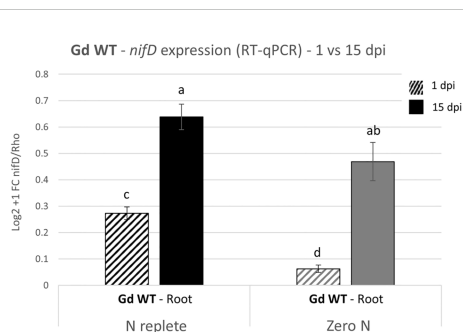 Gd WT - nifD expression (RT-qPCR) - 1 vs 15 dpi
Log2 +1 FC nifD/Rho
0.8
0.7
0.6
0.5
0.4
0.3
0.2
0.1
0
1 dpi
15 dpi
c
a
d
ab
Gd WT - Root
Gd WT - Root
N replete
Zero N